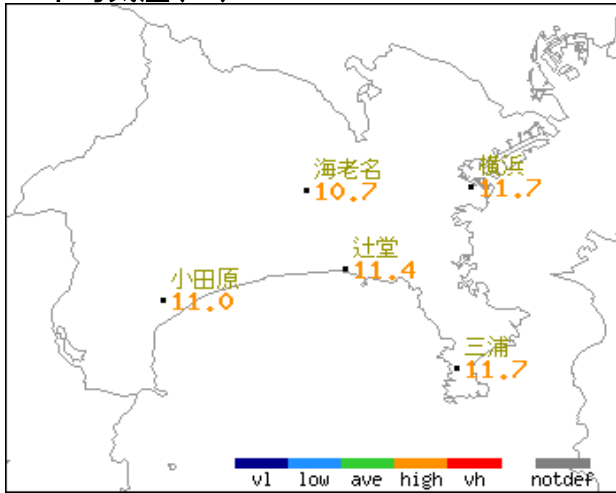 海老名
10.7
横浜
11.7
辻堂
11.4
小田原
11.0
三浦
11.7
vl low ave high vh notdef